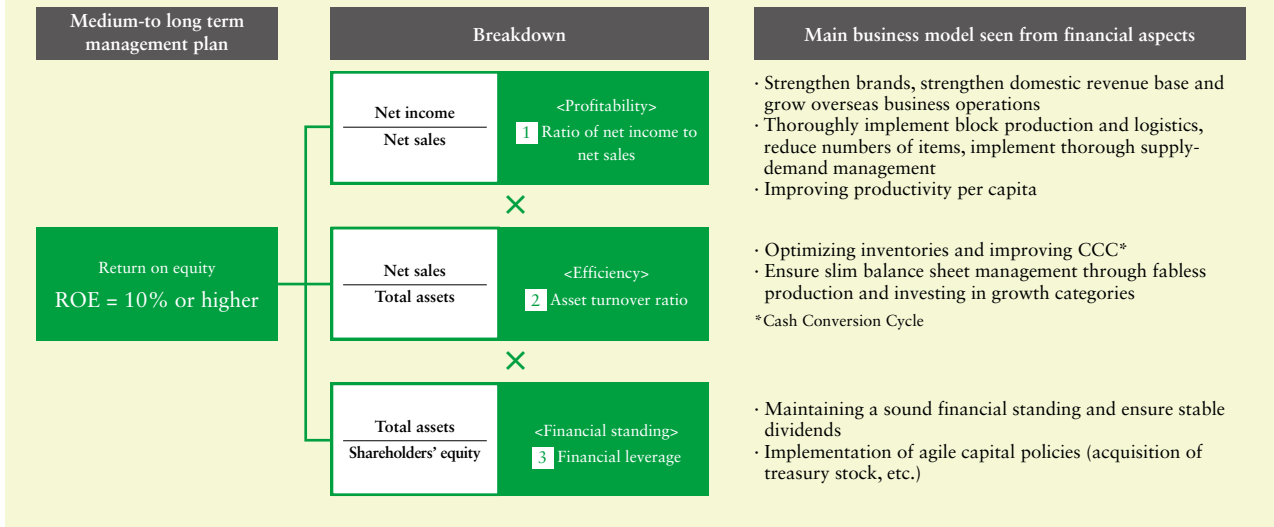 Medium-to long term
management plan
Breakdown
Main business model seen from financial aspects
Return on equity
ROE = 10% or higher
Net income
Net sales
<Profitability>
1 Ratio of net income to
net sales
· Strengthen brands, strengthen domestic revenue base and
grow overseas business operations
· Thoroughly implement block production and logistics,
reduce numbers of items, implement thorough supply-
demand management
· Improving productivity per capita
×
Net sales
Total assets
<Efficiency>
2 Asset turnover ratio
· Optimizing inventories and improving CCC*
· Ensure slim balance sheet management through fabless
production and investing in growth categories
*Cash Conversion Cycle
×
Total assets
Shareholders' equity
<Financial standing>
3 Financial leverage
· Maintaining a sound financial standing and ensure stable
dividends
· Implementation of agile capital policies (acquisition of
treasury stock, etc.)